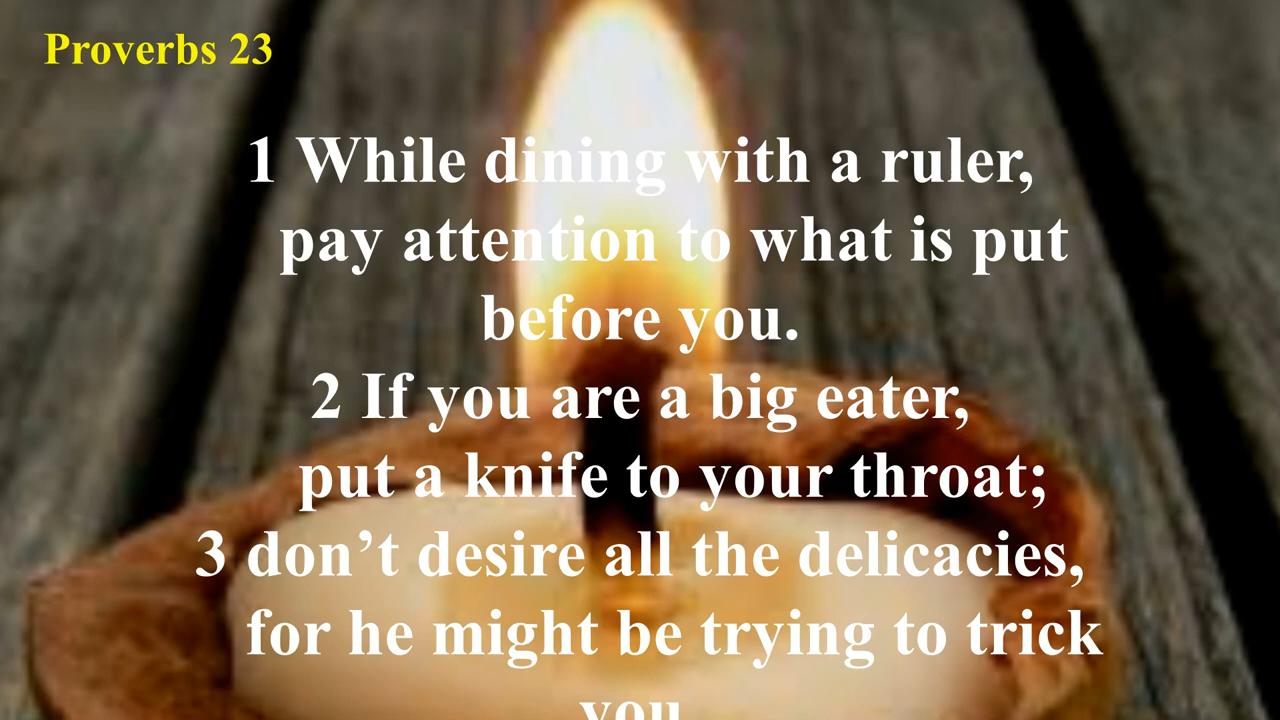 Proverbs 23
1 While dining with a ruler,
pay attention to what is put
before you.
2 If you are a big eater,
put a knife to your throat;
3 don’t desire all the delicacies,
for he might be trying to trick
you